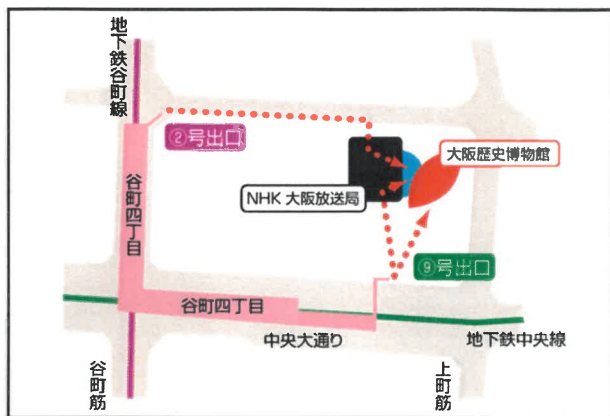 地下鉄谷町線
②号出口
大阪歴史博物館
NHK 大阪放送局
谷町四丁目
⑨号出口
谷町四丁目
中央大通り
地下鉄中央線
谷町筋
上町筋